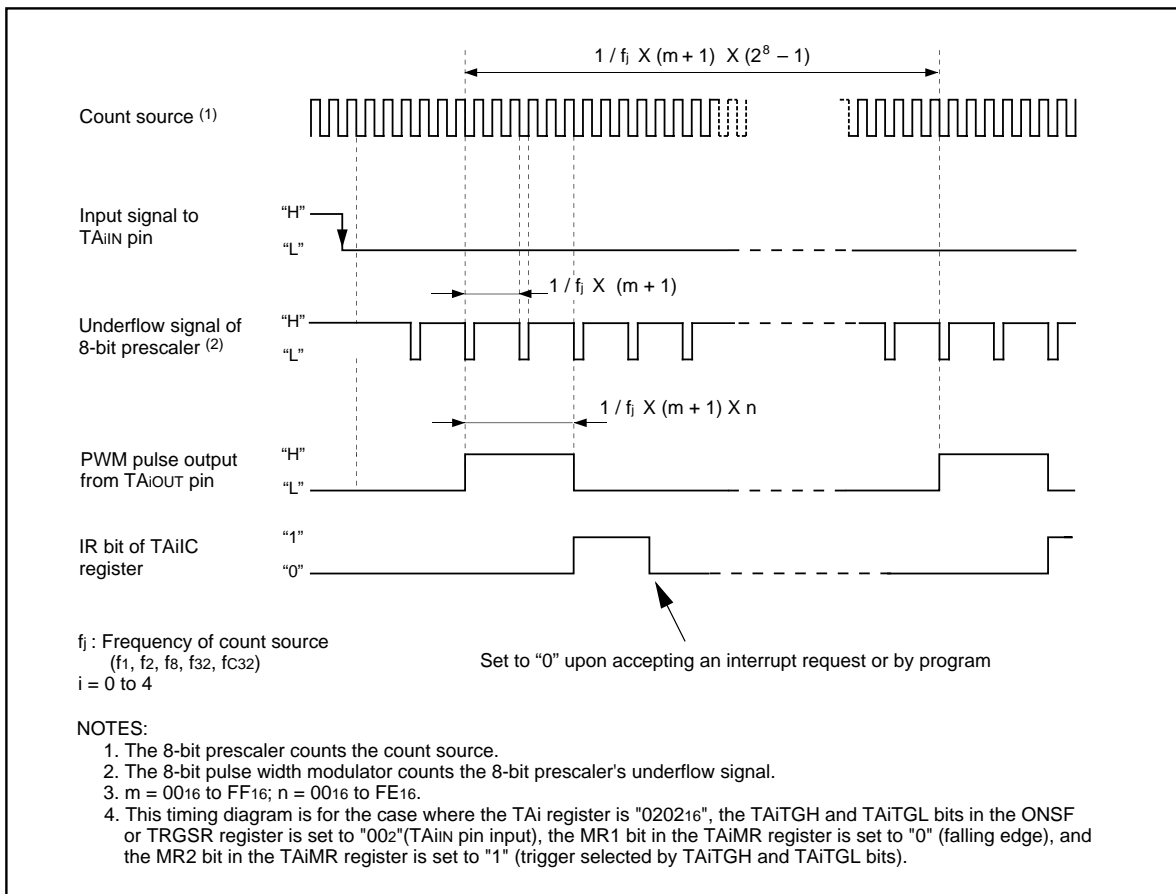 1 / fj X (m + 1) X (2⁸ – 1)
Count source (1)
Input signal to
TAiIN pin
“H”
“L”
1 / fj X (m + 1)
Underflow signal of
8-bit prescaler (2)
“H”
“L”
1 / fj X (m + 1) X n
PWM pulse output
from TAiOUT pin
“H”
“L”
IR bit of TAiIC
register
“1”
“0”
fj : Frequency of count source
(f1, f2, f8, f32, fC32)
i = 0 to 4
Set to “0” upon accepting an interrupt request or by program
NOTES:
1. The 8-bit prescaler counts the count source.
2. The 8-bit pulse width modulator counts the 8-bit prescaler's underflow signal.
3. m = 0016 to FF16; n = 0016 to FE16.
4. This timing diagram is for the case where the TAi register is "020216", the TAiTGH and TAiTGL bits in the ONSF
or TRGSR register is set to "002"(TAiIN pin input), the MR1 bit in the TAiMR register is set to "0" (falling edge), and
the MR2 bit in the TAiMR register is set to "1" (trigger selected by TAiTGH and TAiTGL bits).